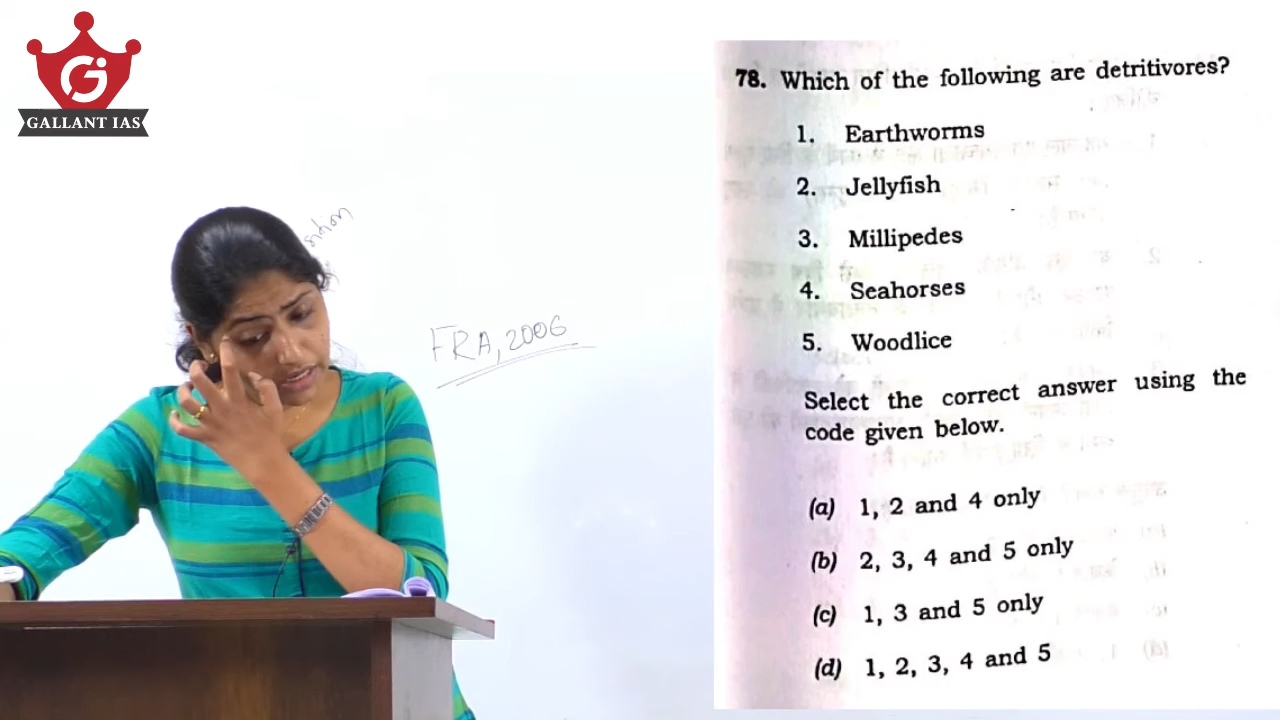 GALLANT IAS
FRA, 2006
78. Which of the following are detritivores?
1. Earthworms
2. Jellyfish
3. Millipedes
4. Seahorses
5. Woodlice
Select the correct answer using the
code given below.
(a) 1, 2 and 4 only
(b) 2, 3, 4 and 5 only
(c) 1, 3 and 5 only
(d) 1, 2, 3, 4 and 5